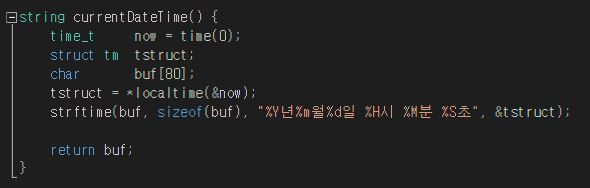 string currentDateTime() {
    time_t     now = time(0);
    struct tm  tstruct;
    char       buf[80];
    tstruct = *localtime(&now);
    strftime(buf, sizeof(buf), "%Y년%m월%d일 %H시 %M분 %S초", &tstruct);

    return buf;
}